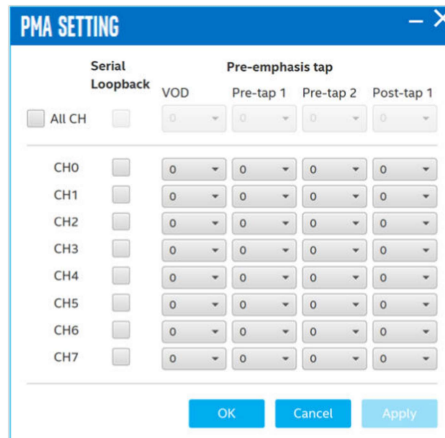 PMA SETTING
Serial Loopback
Pre-emphasis tap
VOD Pre-tap 1 Pre-tap 2 Post-tap 1
All CH 0 0 0 0
CH0 0 0 0 0
CH1 0 0 0 0
CH2 0 0 0 0
CH3 0 0 0 0
CH4 0 0 0 0
CH5 0 0 0 0
CH6 0 0 0 0
CH7 0 0 0 0
OK Cancel Apply